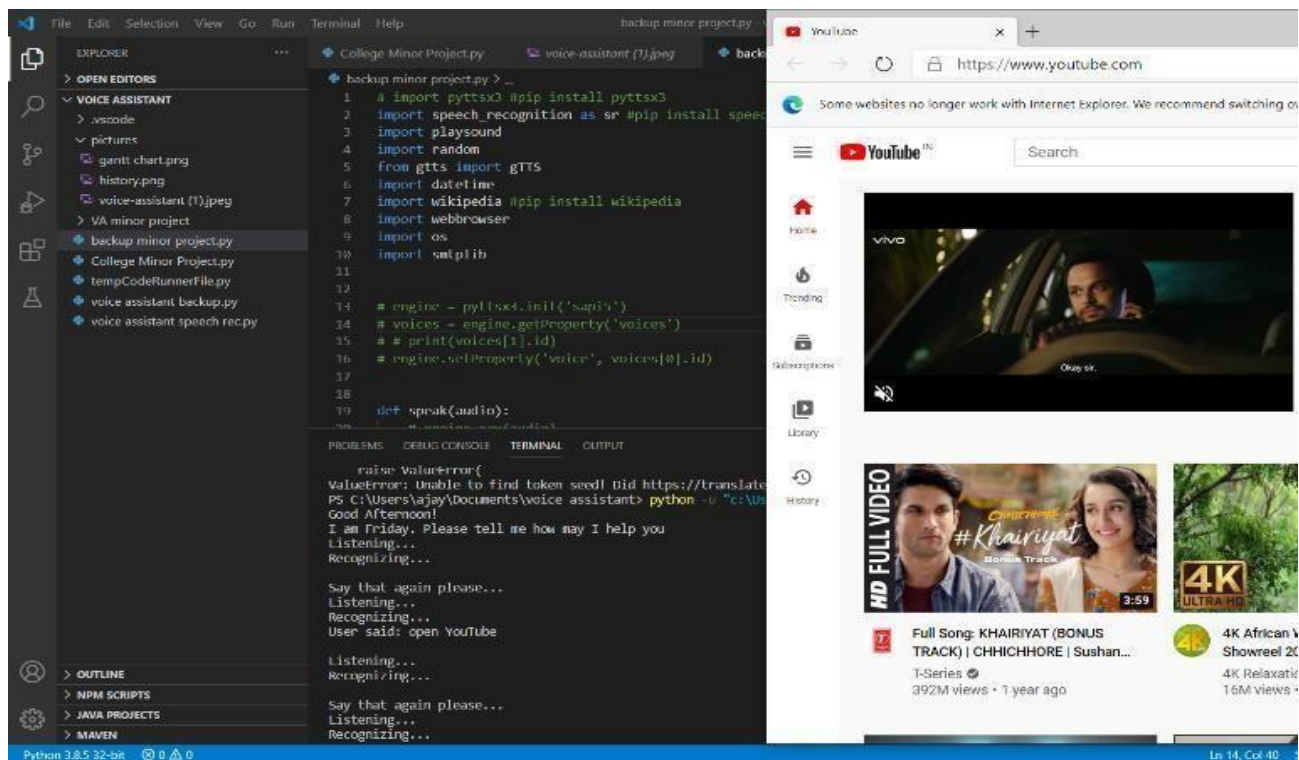 File Edit Selection View Go Run Terminal Help
backup minor project.py - v
EXPLORER
> OPEN EDITORS
VOICE ASSISTANT
> .vscode
pictures
gantt chart.png
history.png
voice-assistant (1).jpeg
> VA minor project
backup minor project.py
College Minor Project.py
tempCodeRunnerFile.py
voice assistant backup.py
voice assistant speech rec.py
> OUTLINE
> NPM SCRIPTS
> JAVA PROJECTS
> MAVEN
College Minor Project.py voice-assistant (1).jpeg back
backup minor project.py > ...
1 # import pyttsx3 #pip install pyttsx3
2 import speech_recognition as sr #pip install speec
3 import playsound
4 import random
5 from gtts import gTTS
6 import datetime
7 import wikipedia #pip install wikipedia
8 import webbrowser
9 import os
10 import smtplib
11
12
13 # engine = pyttsx3.init('sapi5')
14 # voices = engine.getProperty('voices')
15 # # print(voices[1].id)
16 # engine.setProperty('voice', voices[0].id)
17
18
19 def speak(audio):
20 # engine.say(audio)
PROBLEMS DEBUG CONSOLE TERMINAL OUTPUT
raise ValueError(
ValueError: Unable to find token seed! Did https://translate
PS C:\Users\ajay\Documents\voice assistant> python -u "c:\Us
Good Afternoon!
I am Friday. Please tell me how may I help you
Listening...
Recognizing...
Say that again please...
Listening...
Recognizing...
User said: open YouTube
Listening...
Recognizing...
Say that again please...
Listening...
Recognizing...
Python 3.8.5 32-bit 0 0
Ln 14, Col 40
YouTube
https://www.youtube.com
Some websites no longer work with Internet Explorer. We recommend switching ov
YouTube IN
Search
Home
Trending
Subscriptions
Library
History
vivo
Okay sir.
HD FULL VIDEO
CHHICHHORE
#Khairiyat
Bonus Track
3:59
4K
ULTRA HD
Full Song: KHAIRIYAT (BONUS
TRACK) | CHHICHHORE | Sushan...
T-Series
392M views • 1 year ago
4K African W
Showreel 20
4K Relaxatio
16M views •